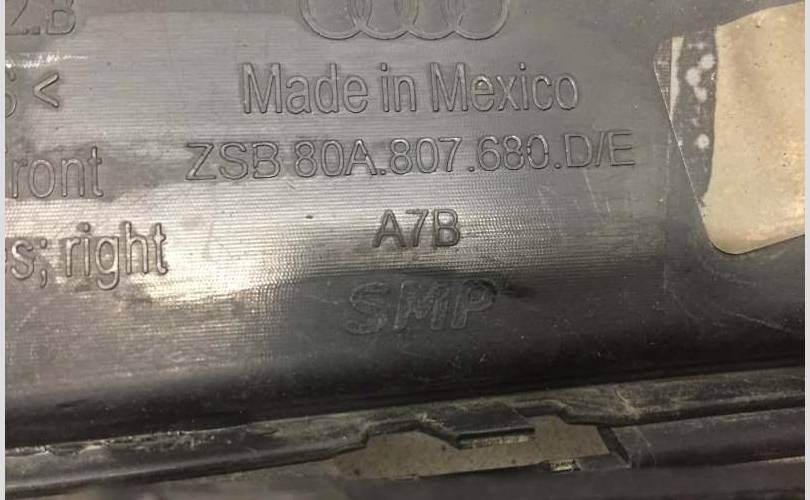 2.B
Made in Mexico
<
ZSB 80A.807.680.D/E
ront
A7B
s; right
SMP